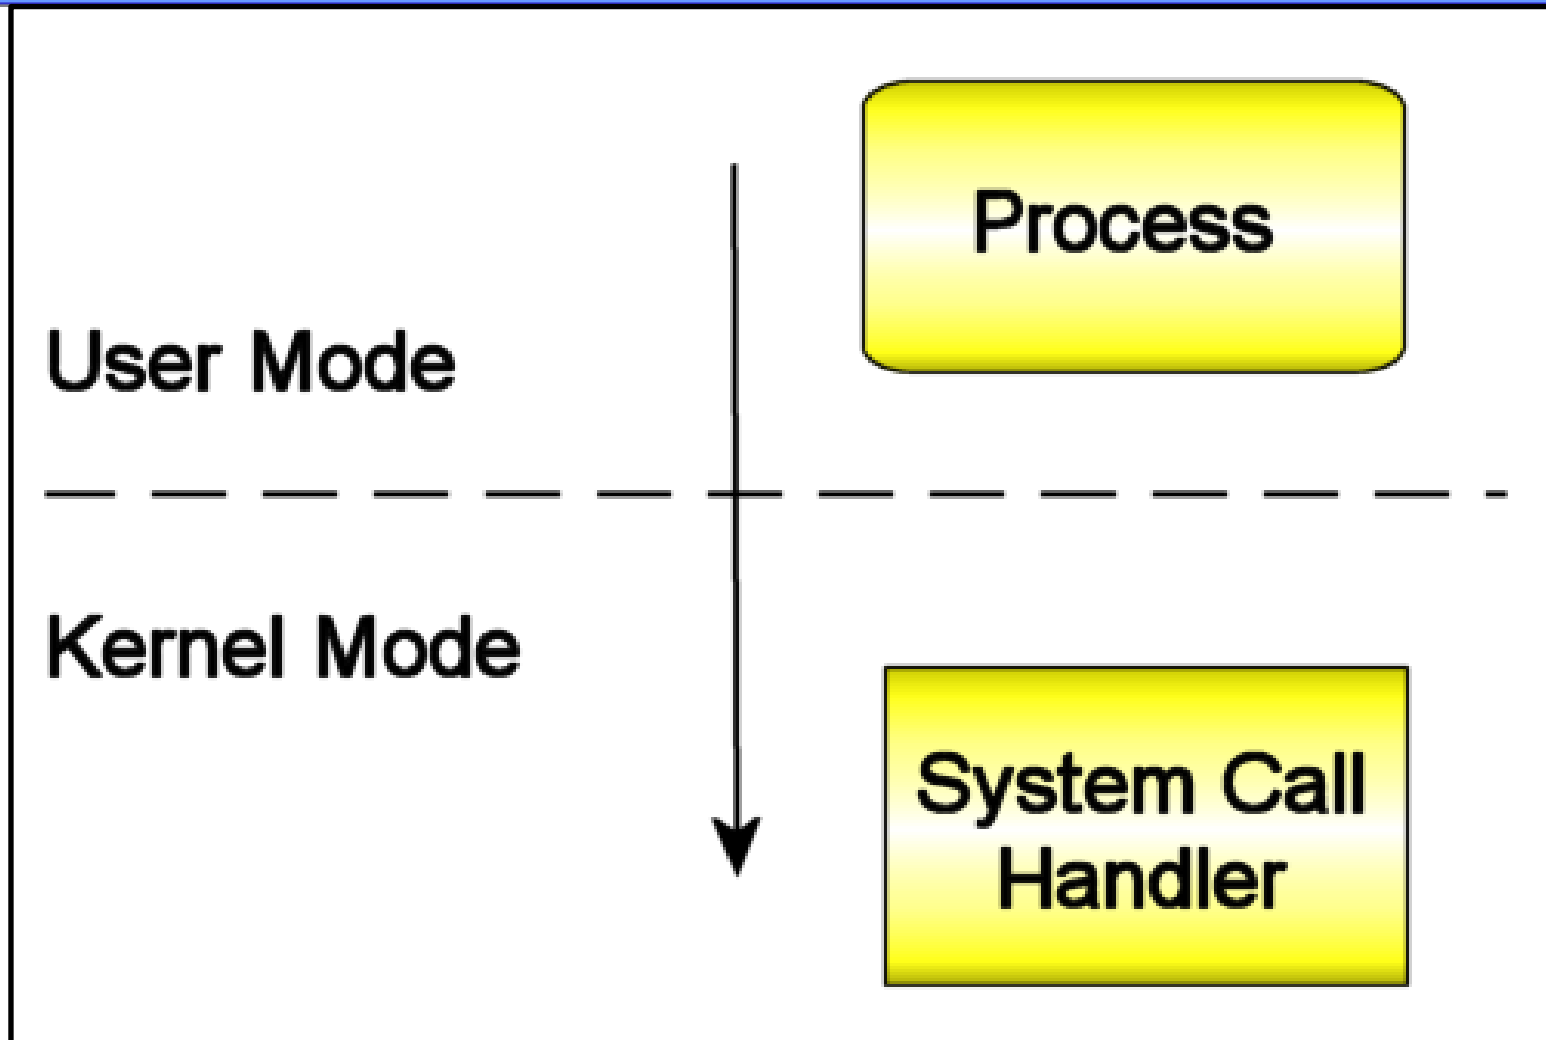 Process
User Mode
Kernel Mode
System Call
Handler